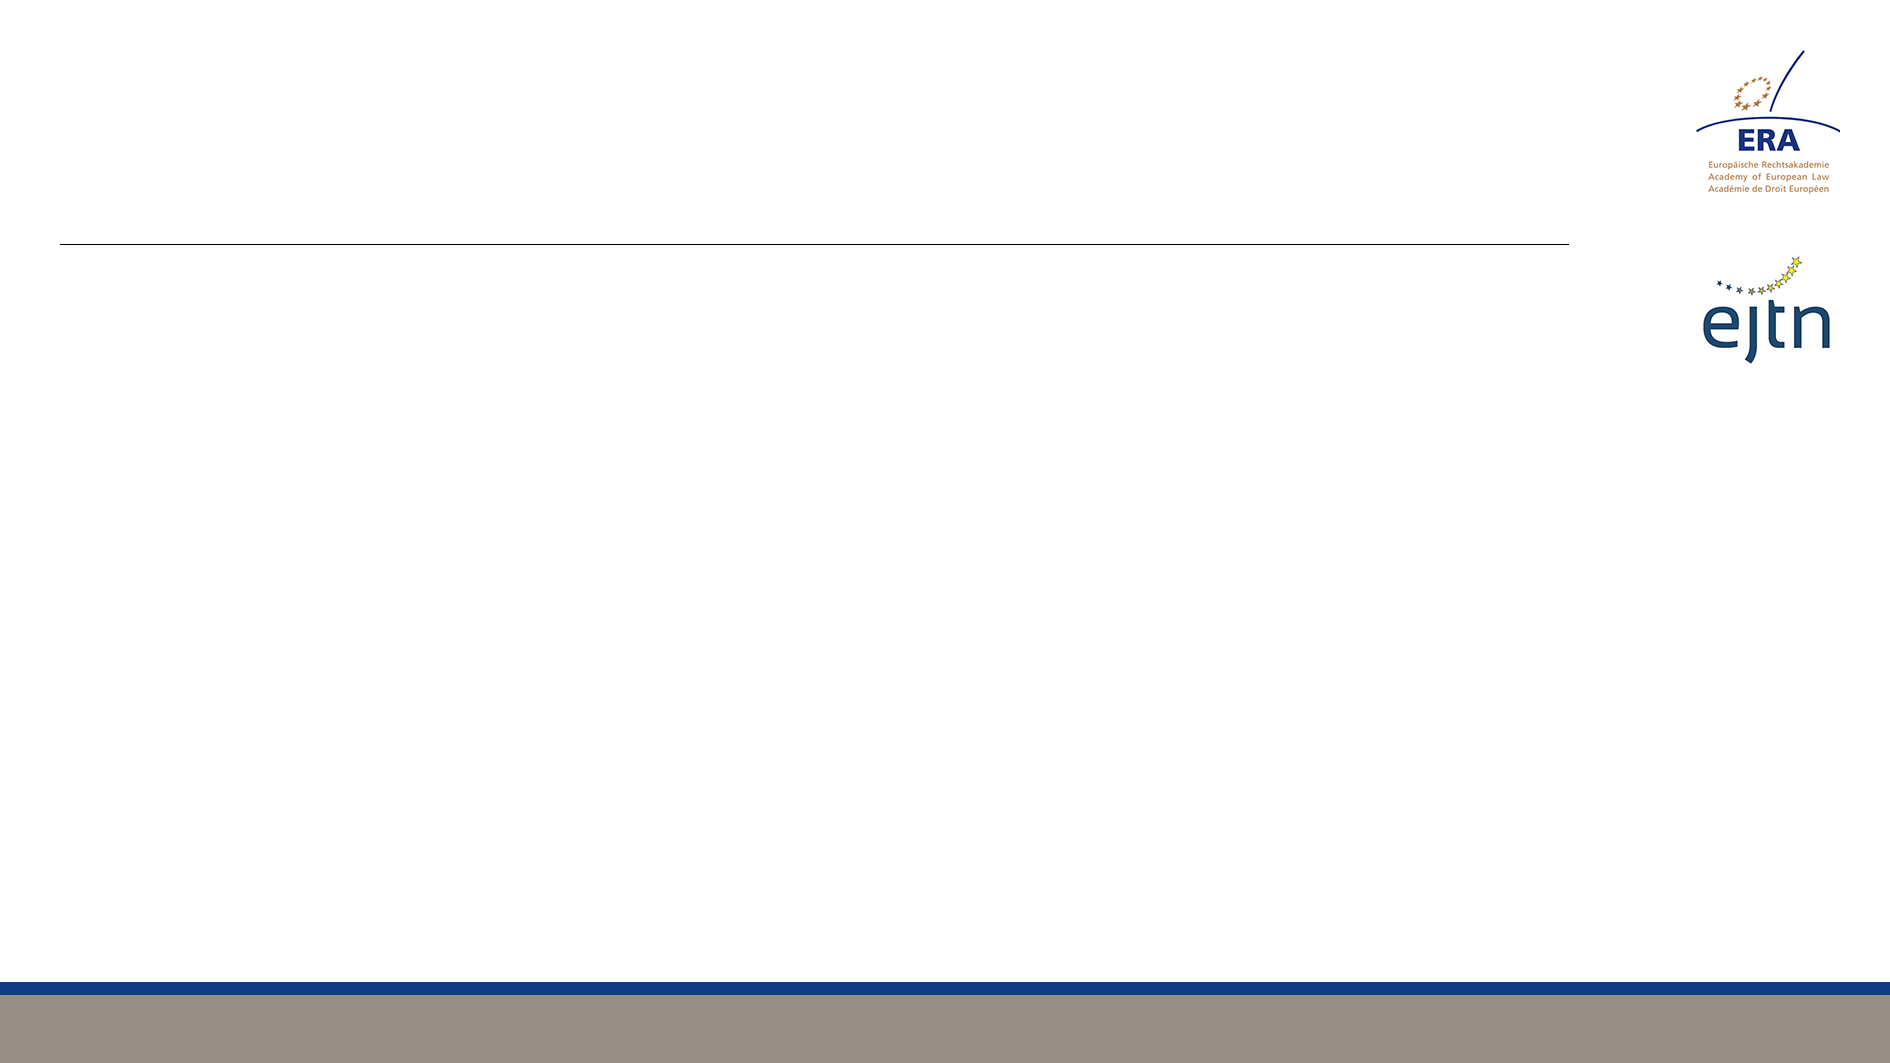 ERA
Europäische Rechtsakademie
Academy of European Law
Académie de Droit Européen
ejtn